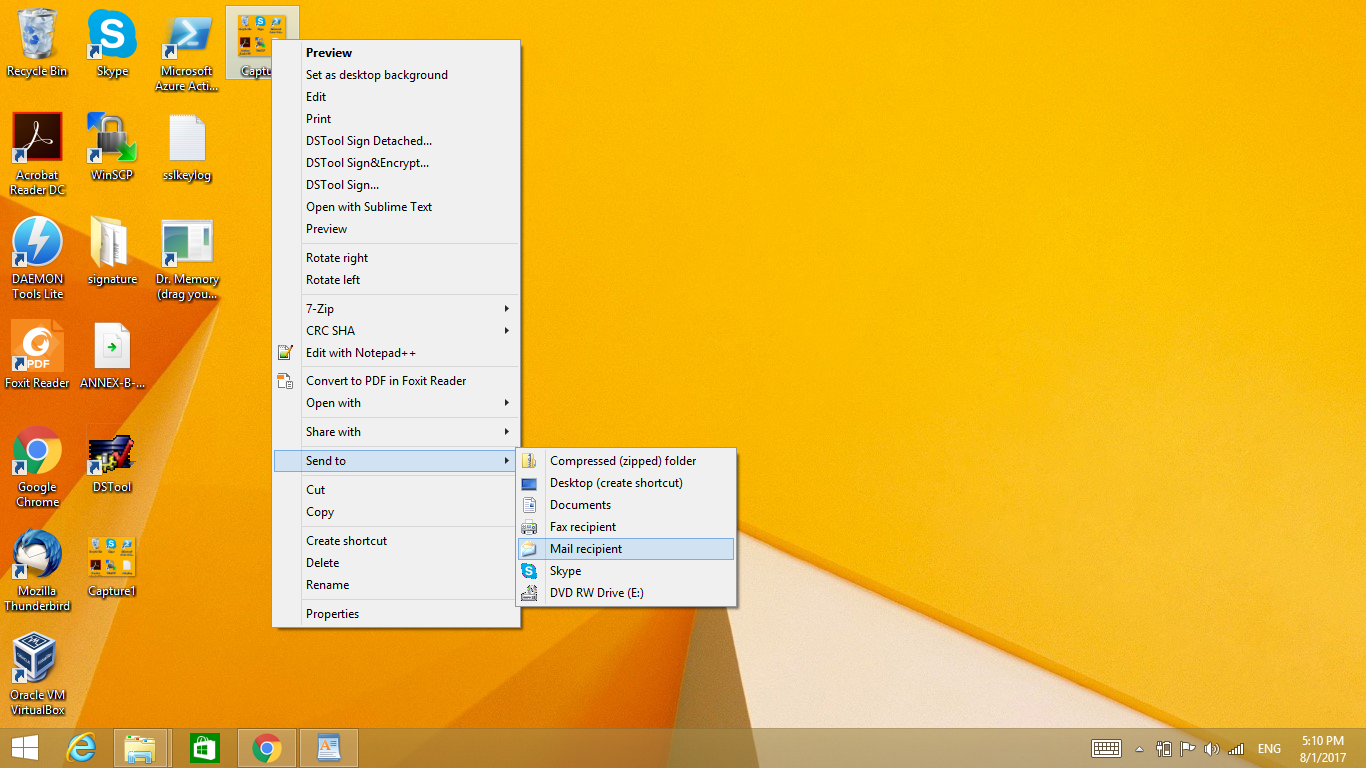 Recycle Bin
Skype
Microsoft
Azure Acti...
Captu
Acrobat
Reader DC
WinSCP
sslkeylog
DAEMON
Tools Lite
signature
Dr. Memory
(drag you...
Foxit Reader
ANNEX-B-...
Google
Chrome
DSTool
Mozilla
Thunderbird
Capture1
Oracle VM
VirtualBox
Preview
Set as desktop background
Edit
Print
DSTool Sign Detached...
DSTool Sign&Encrypt...
DSTool Sign...
Open with Sublime Text
Preview
Rotate right
Rotate left
7-Zip
CRC SHA
Edit with Notepad++
Convert to PDF in Foxit Reader
Open with
Share with
Send to
Cut
Copy
Create shortcut
Delete
Rename
Properties
Compressed (zipped) folder
Desktop (create shortcut)
Documents
Fax recipient
Mail recipient
Skype
DVD RW Drive (E:)
ENG
5:10 PM
8/1/2017